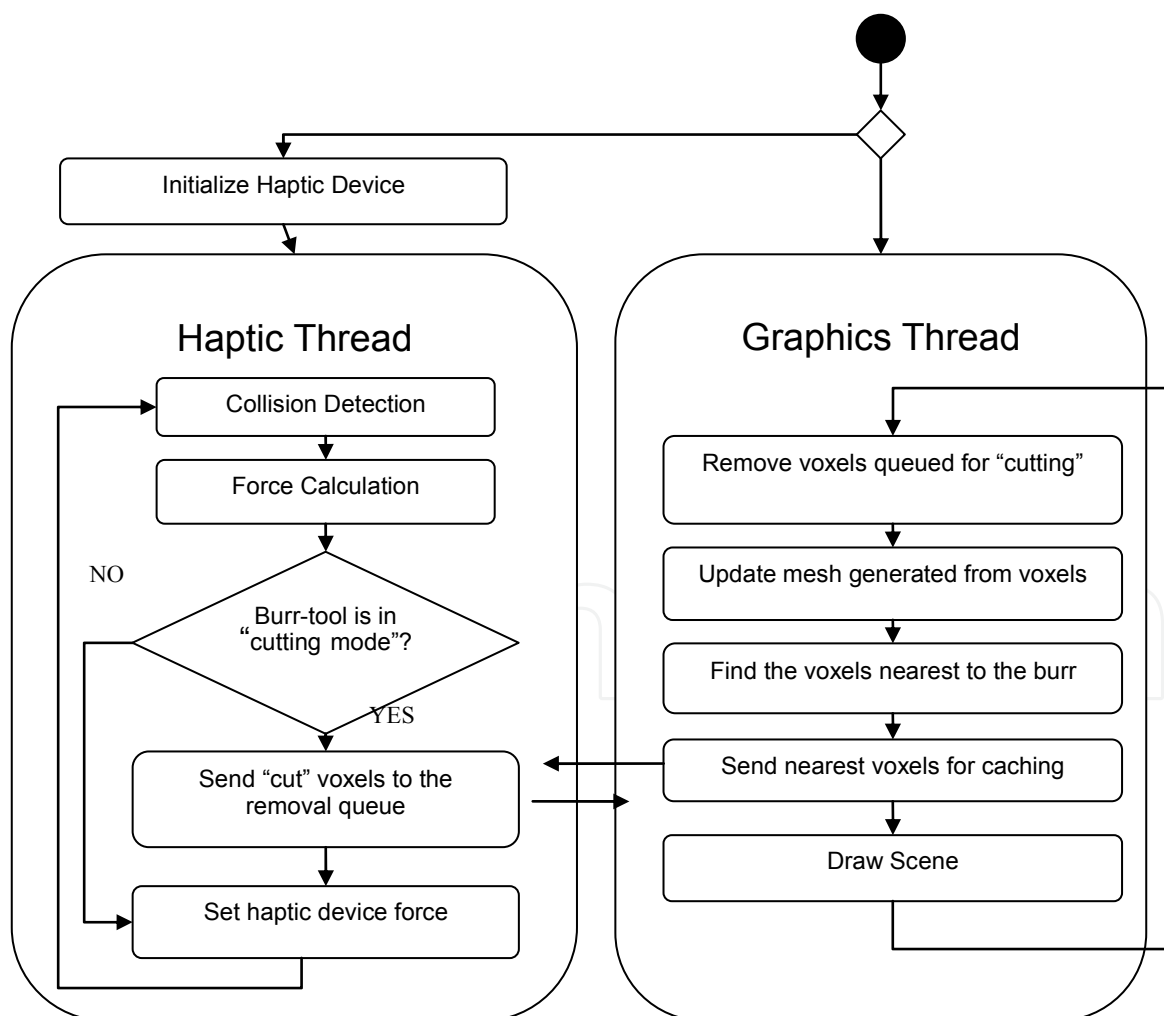 Initialize Haptic Device
Haptic Thread
Collision Detection
Force Calculation
NO
Burr-tool is in
“cutting mode”?
YES
Send “cut” voxels to the
removal queue
Set haptic device force
Graphics Thread
Remove voxels queued for “cutting”
Update mesh generated from voxels
Find the voxels nearest to the burr
Send nearest voxels for caching
Draw Scene